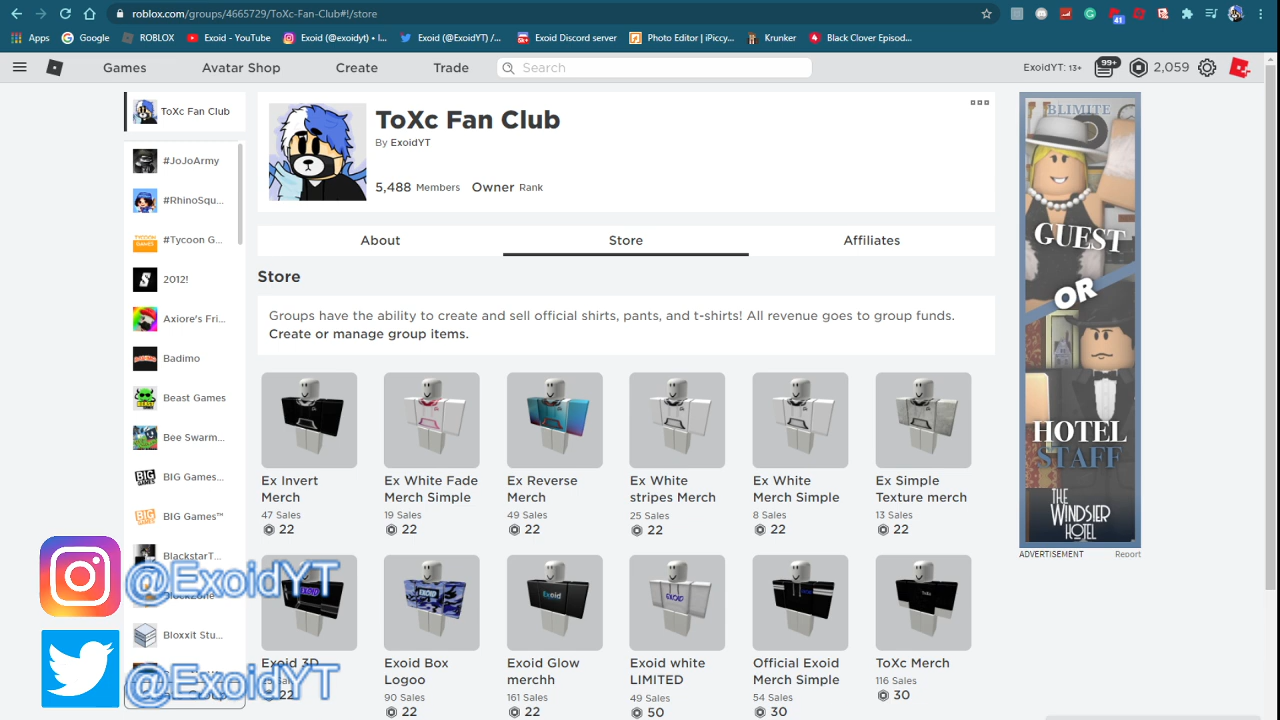 roblox.com/groups/4665729/ToXc-Fan-Club#!/store
41
Apps Google ROBLOX Exoid - YouTube Exoid (@exoidyt) • I... Exoid (@ExoidYT) /... Exoid Discord server Photo Editor | iPiccy... Krunker Black Clover Episod...
Games Avatar Shop Create Trade Search ExoidYT: 13+ 99+ 2,059
ToXc Fan Club
#JoJoArmy
#RhinoSqu...
#Tycoon G...
2012!
Axiore's Fri...
Badimo
Beast Games
Bee Swarm...
BIG Games...
BIG Games™
BlackstarT...
Bloxxit Stu...
ToXc Fan Club
By ExoidYT
5,488 Members Owner Rank
About Store Affiliates
Store
Groups have the ability to create and sell official shirts, pants, and t-shirts! All revenue goes to group funds.
Create or manage group items.
Ex Invert
Merch
47 Sales
22
Ex White Fade
Merch Simple
19 Sales
22
Ex Reverse
Merch
49 Sales
22
Ex White
stripes Merch
25 Sales
22
Ex White
Merch Simple
8 Sales
22
Ex Simple
Texture merch
13 Sales
22
Exoid 3D
22
Exoid Box
Logoo
90 Sales
22
Exoid Glow
merchh
161 Sales
22
Exoid white
LIMITED
49 Sales
50
Official Exoid
Merch Simple
54 Sales
30
ToXc Merch
116 Sales
30
@ExoidYT
@ExoidYT
BLIMITE
GUEST
OR
HOTEL
STAFF
THE
WINDSIER
HOTEL
ADVERTISEMENT Report